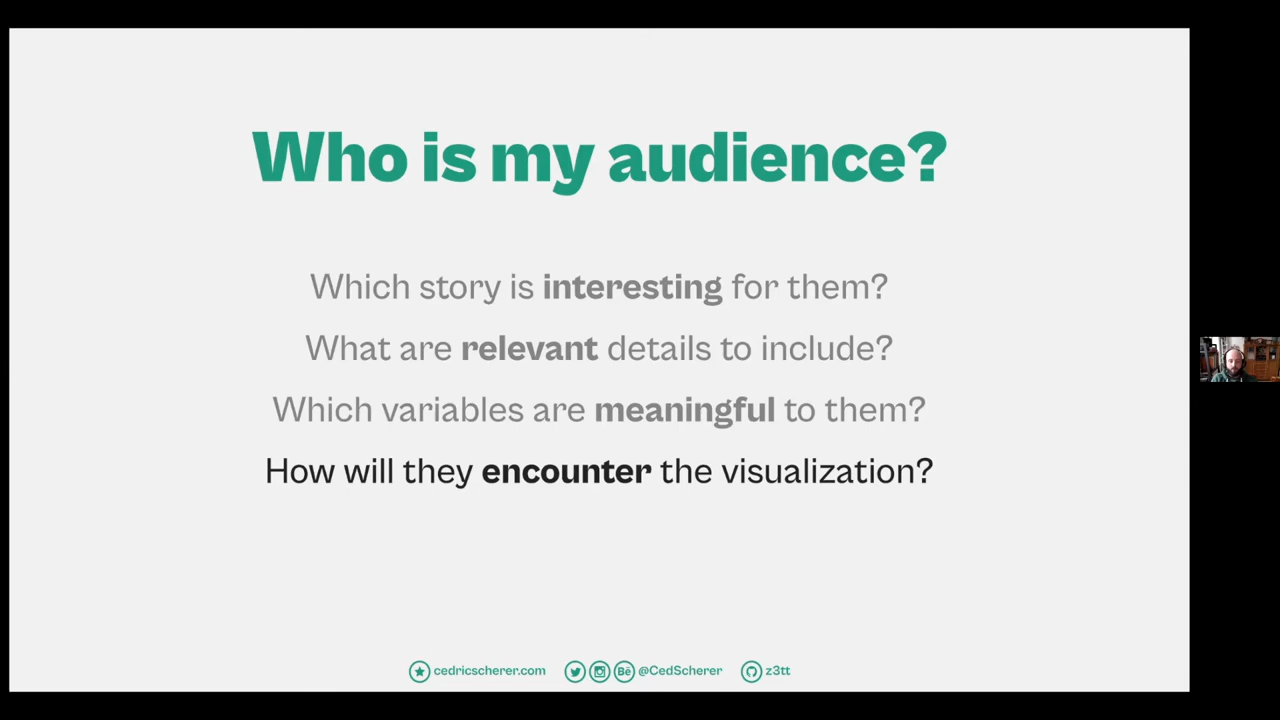 Who is my audience?
Which story is interesting for them?
What are relevant details to include?
Which variables are meaningful to them?
How will they encounter the visualization?
cedricscherer.com Bē @CedScherer z3tt